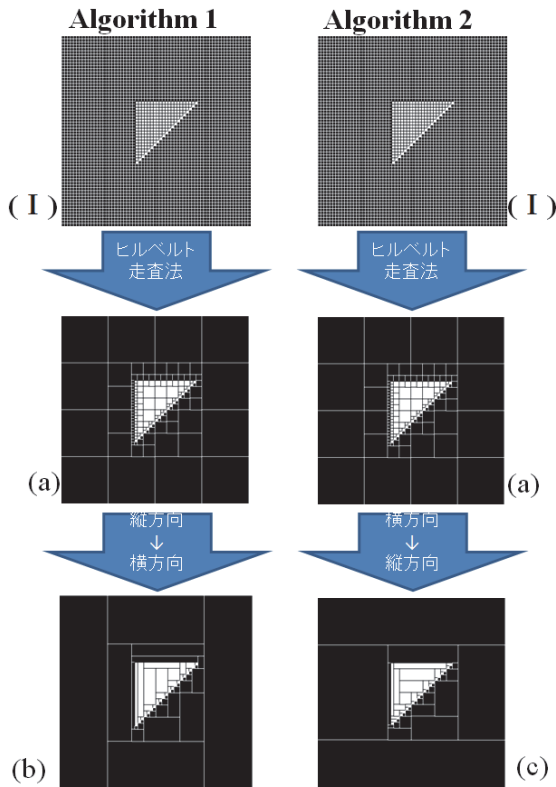 Algorithm 1
Algorithm 2
( I )
( I )
ヒルベルト
走査法
ヒルベルト
走査法
(a)
(a)
縦方向
↓
横方向
横方向
↓
縦方向
(b)
(c)